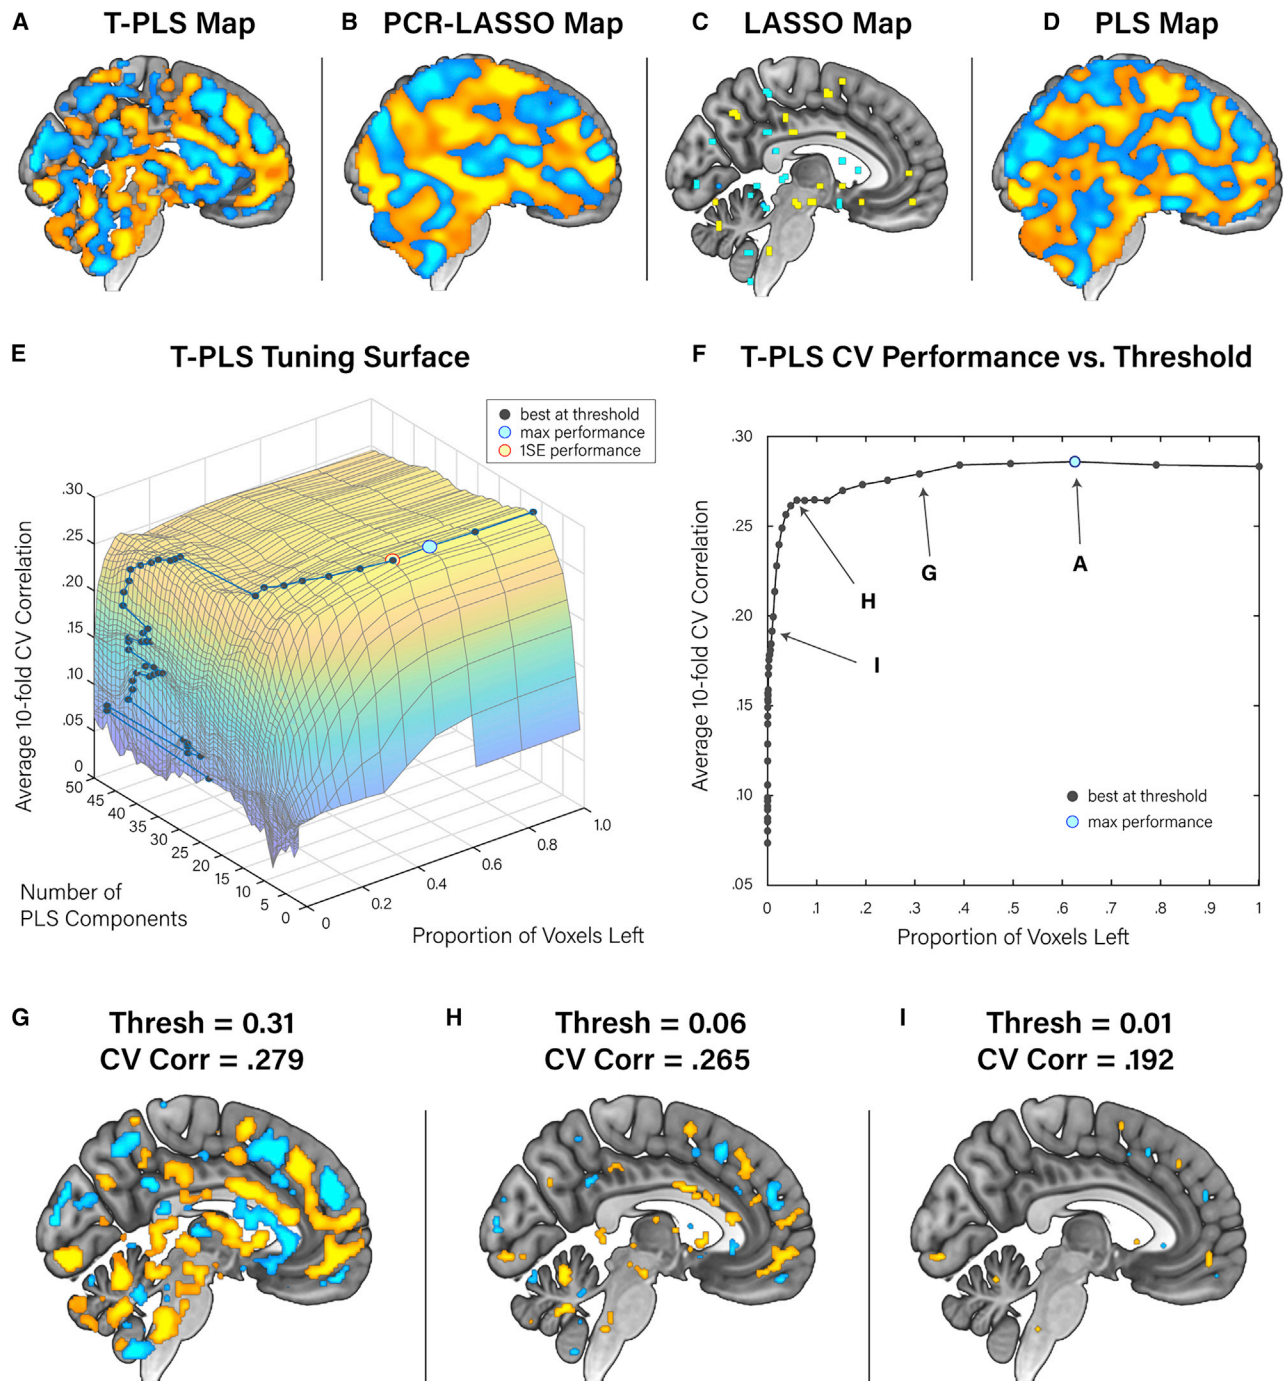 A
T-PLS Map
B
PCR-LASSO Map
C
LASSO Map
D
PLS Map
E
T-PLS Tuning Surface
best at threshold
max performance
1SE performance
Average 10-fold CV Correlation
.30
.25
.20
.15
.10
.05
0
50
45
40
35
30
25
20
15
10
5
0
Number of
PLS Components
0
0.2
0.4
0.6
0.8
1.0
Proportion of Voxels Left
F
T-PLS CV Performance vs. Threshold
Average 10-fold CV Correlation
.30
.25
.20
.15
.10
.05
H
G
A
I
best at threshold
max performance
0 .1 .2 .3 .4 .5 .6 .7 .8 .9 1
Proportion of Voxels Left
G
Thresh = 0.31
CV Corr = .279
H
Thresh = 0.06
CV Corr = .265
I
Thresh = 0.01
CV Corr = .192